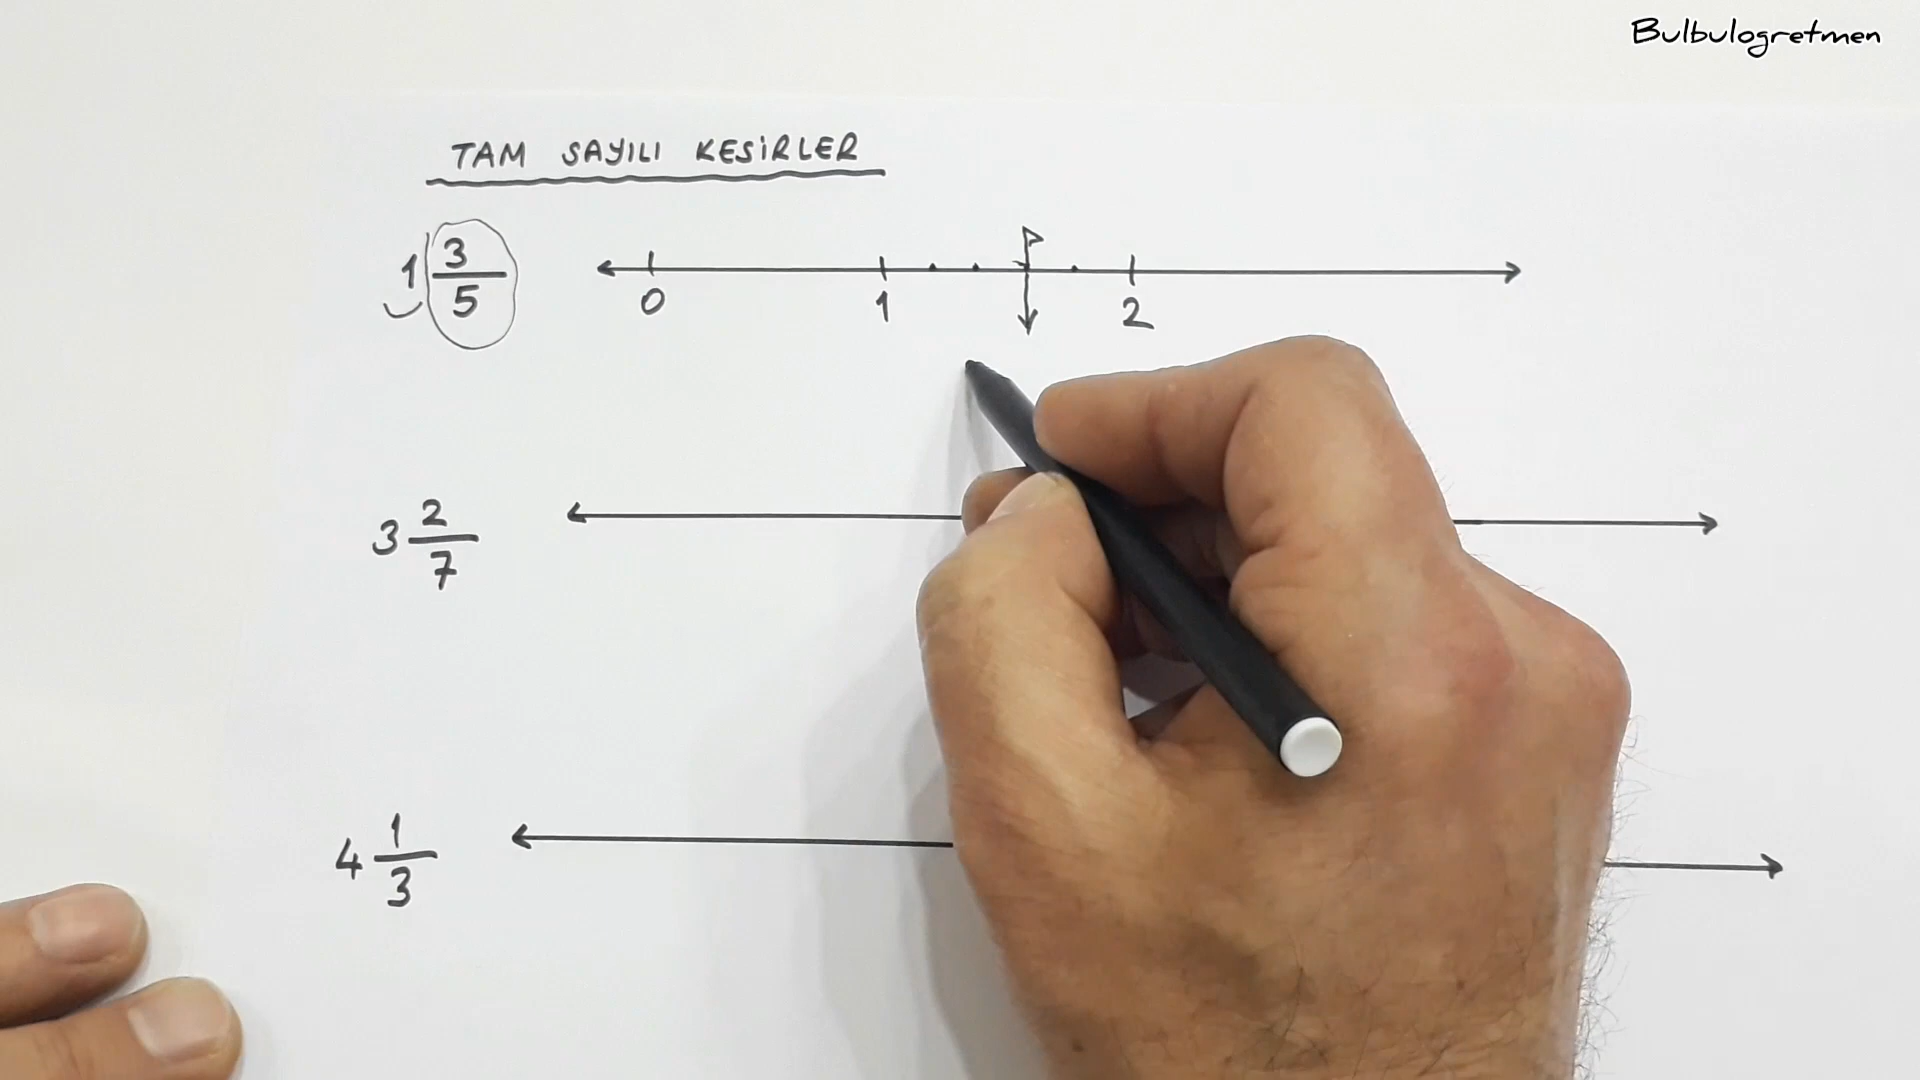 Bulbulogretmen
TAM SAYILI KESİRLER
1 3/5
0 1 2
3 2/7
4 1/3